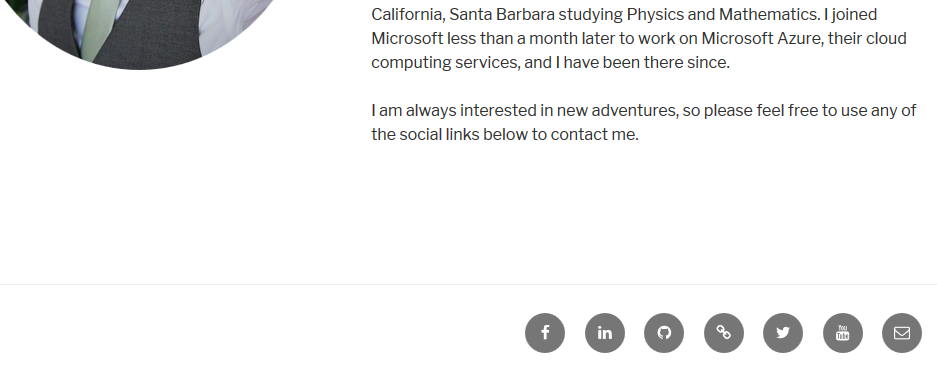 California, Santa Barbara studying Physics and Mathematics. I joined
Microsoft less than a month later to work on Microsoft Azure, their cloud
computing services, and I have been there since.
I am always interested in new adventures, so please feel free to use any of
the social links below to contact me.
f in You Tube